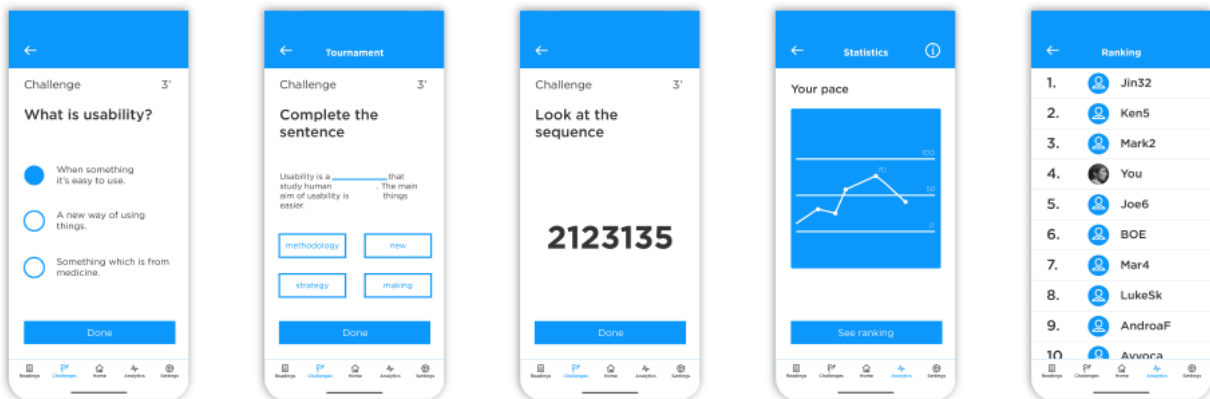 Challenge 3'
What is usability?
When something
it's easy to use.
A new way of using
things.
Something which is from
medicine.
Done
Readings Challenges Home Analytics Settings
Tournament
Challenge 3'
Complete the
sentence
Usability is a that
study human . The main
aim of usability is things
easier.
methodology new
strategy making
Done
Readings Challenges Home Analytics Settings
Challenge 3'
Look at the
sequence
2123135
Done
Readings Challenges Home Analytics Settings
Statistics
Your pace
100
70
50
0
See ranking
Readings Challenges Home Analytics Settings
Ranking
1. Jin32
2. Ken5
3. Mark2
4. You
5. Joe6
6. BOE
7. Mar4
8. LukeSk
9. AndroaF
10 Avvoca
Readings Challenges Home Analytics Settings